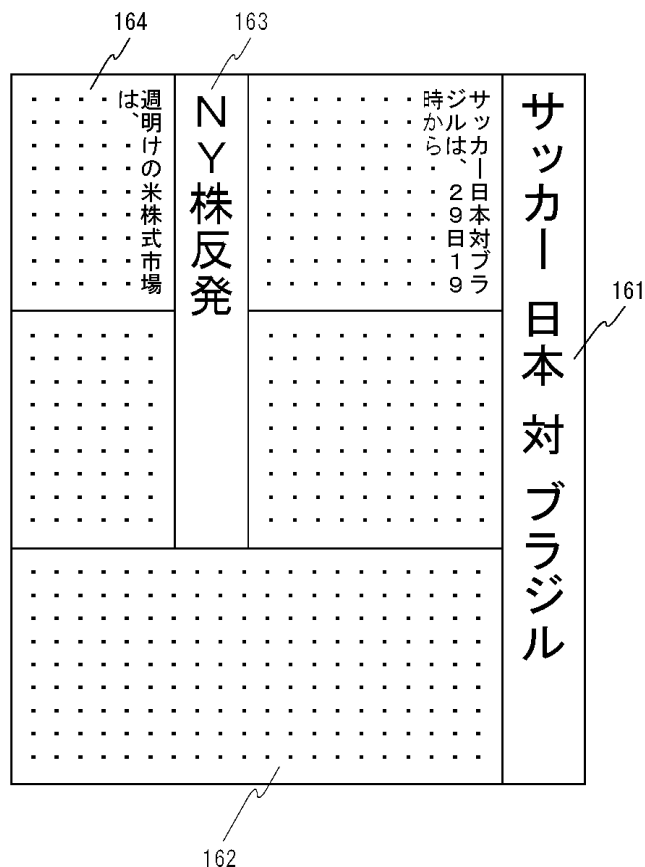 164
163
サッカー 日本 対 ブラジル
サッカー日本対ブラ
ジルは、29日19
時から
NY株反発
週明けの米株式市場
は、
161
162